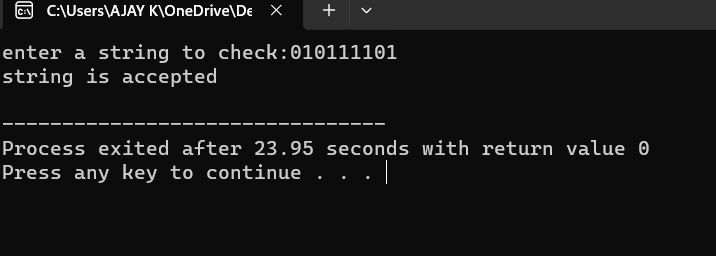 C:\Users\AJAY K\OneDrive\De
enter a string to check:010111101
string is accepted
--------------------------------
Process exited after 23.95 seconds with return value 0
Press any key to continue . . .